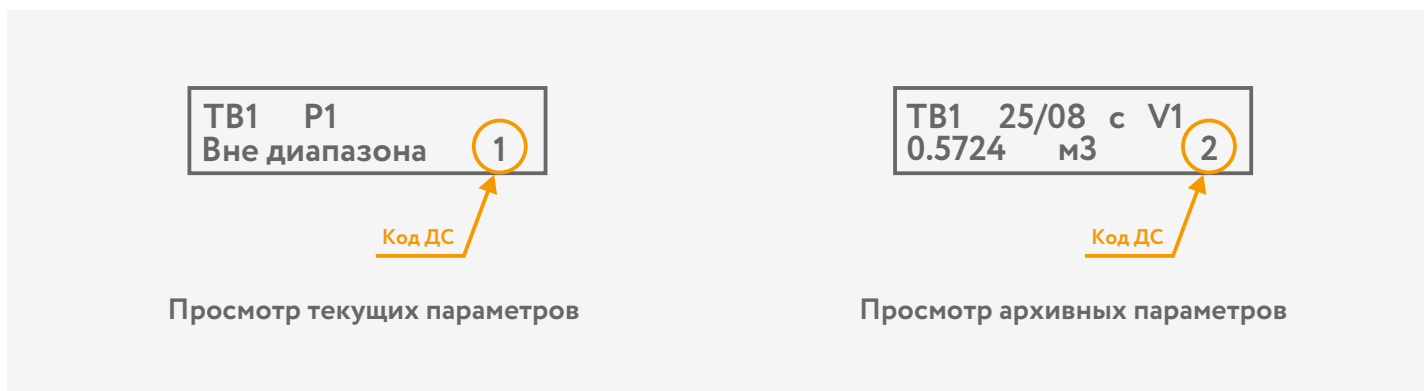 ТВ1 P1
Вне диапазона 1
Код ДС
Просмотр текущих параметров
ТВ1 25/08 с V1
0.5724 м3 2
Код ДС
Просмотр архивных параметров